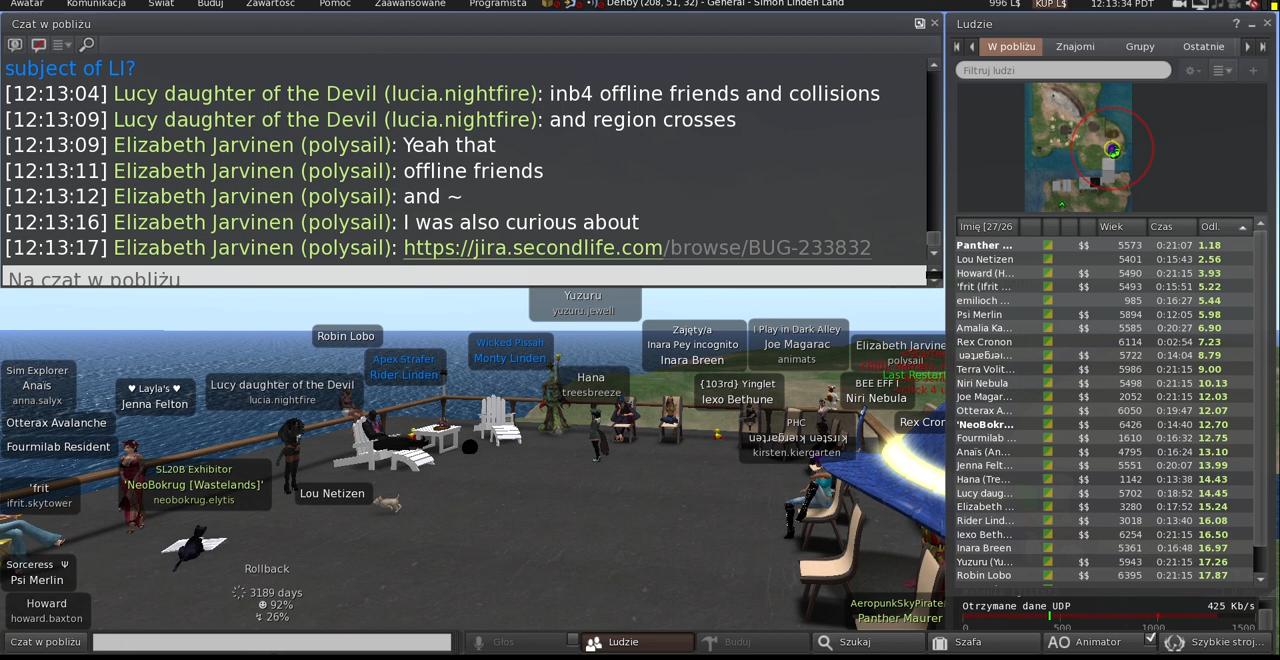 Awatar Komunikacja Świat Buduj Zawartość Pomoc Zaawansowane Programista Denby (208, 51, 32) - General - Simon Linden Land 996 L$ KUP L$ 12:13:34 PDT
Czat w pobliżu
subject of LI?
[12:13:04] Lucy daughter of the Devil (lucia.nightfire): inb4 offline friends and collisions
[12:13:09] Lucy daughter of the Devil (lucia.nightfire): and region crosses
[12:13:09] Elizabeth Jarvinen (polysail): Yeah that
[12:13:11] Elizabeth Jarvinen (polysail): offline friends
[12:13:12] Elizabeth Jarvinen (polysail): and ~
[12:13:16] Elizabeth Jarvinen (polysail): I was also curious about
[12:13:17] Elizabeth Jarvinen (polysail): https://jira.secondlife.com/browse/BUG-233832
Na czat w pobliżu
Yuzuru
yuzuru.jewell
Robin Lobo
Wicked Pissah
Monty Linden
Apex Strafer
Rider Linden
Zajęty/a
Inara Pey incognito
Inara Breen
I Play in Dark Alley
Joe Magarac
animats
Elizabeth Jarvine
polysail
Last Restar
Sim Explorer
Anaïs
anna.salyx
♥ Layla's ♥
Jenna Felton
Lucy daughter of the Devil
lucia.nightfire
Hana
treesbreeze
{103rd} Yinglet
Iexo Bethune
BEE EFF !
Niri Nebula
Otterax Avalanche
Fourmilab Resident
PHC
kirsten.kiergarten
Rex Cron
SL20B Exhibitor
'NeoBokrug [Wastelands]'
neobokrug.elytis
Lou Netizen
'frit
ifrit.skytower
Sorceress Ψ
Psi Merlin
Howard
howard.baxton
Rollback
3189 days
92%
26%
AeropunkSkyPirate
Panther Maurer
Ludzie
W pobliżu Znajomi Grupy Ostatnie
Filtruj ludzi
Imię [27/26 Wiek Czas Odl.
Panther ... $$ 5573 0:21:07 1.18
Lou Netizen 5401 0:15:43 2.56
Howard (H... $$ 5490 0:21:15 3.93
'frit (Ifrit ... $$ 5493 0:15:51 5.22
emilioch ... 985 0:16:27 5.44
Psi Merlin $$ 5894 0:12:05 5.98
Amalia Ka... $$ 5585 0:20:27 6.90
Rex Cronon 6114 0:02:54 7.23
$$ 5722 0:14:04 8.79
Terra Volit... $$ 5986 0:21:15 9.00
Niri Nebula $$ 5498 0:21:15 10.13
Joe Magar... $$ 2052 0:21:15 12.03
Otterax A... $$ 6050 0:19:47 12.07
'NeoBokr... $$ 6426 0:14:40 12.70
Fourmilab ... $$ 1610 0:16:32 12.75
Anaïs (An... $$ 4795 0:16:24 13.10
Jenna Felt... $$ 5551 0:20:07 13.99
Hana (Tre... $$ 1142 0:13:38 14.43
Lucy daug... $$ 5702 0:18:52 14.45
Elizabeth ... $$ 3280 0:17:52 15.24
Rider Lind... $$ 3018 0:13:40 16.08
Iexo Beth... $$ 6254 0:21:15 16.50
Inara Breen 5361 0:16:48 16.97
Yuzuru (Yu... $$ 5943 0:21:15 17.26
Robin Lobo $$ 6395 0:21:15 17.87
Otrzymane dane UDP 425 Kb/s
0 500 1000 1500
Czat w pobliżu Głos Ludzie Buduj Szukaj Szafa AO Animator Szybkie stroj...